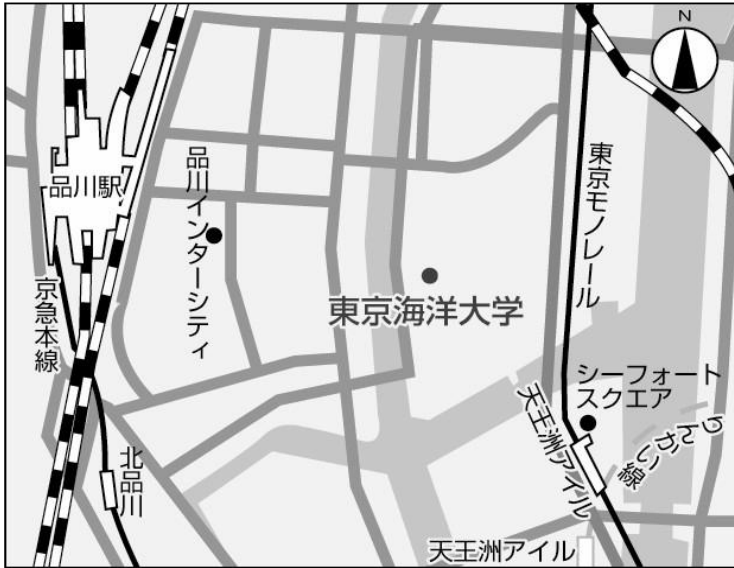 N
品川駅
品川インターシティ
東京モノレール
京急本線
東京海洋大学
シーフォート
スクエア
天王洲アイル
りんかい線
北品川
天王洲アイル